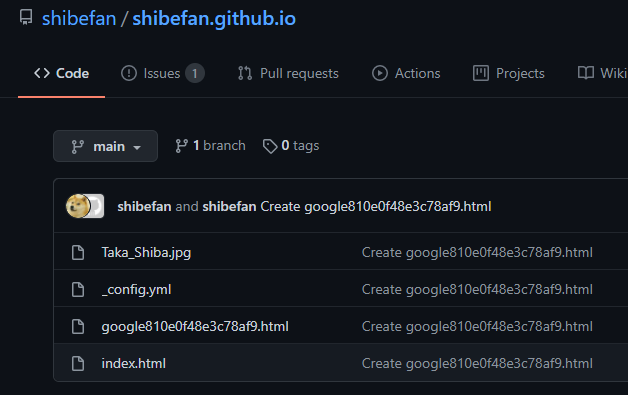 shibefan / shibefan.github.io
Code Issues 1 Pull requests Actions Projects Wiki
main 1 branch 0 tags
shibefan and shibefan Create google810e0f48e3c78af9.html
Taka_Shiba.jpg Create google810e0f48e3c78af9.html
_config.yml Create google810e0f48e3c78af9.html
google810e0f48e3c78af9.html Create google810e0f48e3c78af9.html
index.html Create google810e0f48e3c78af9.html